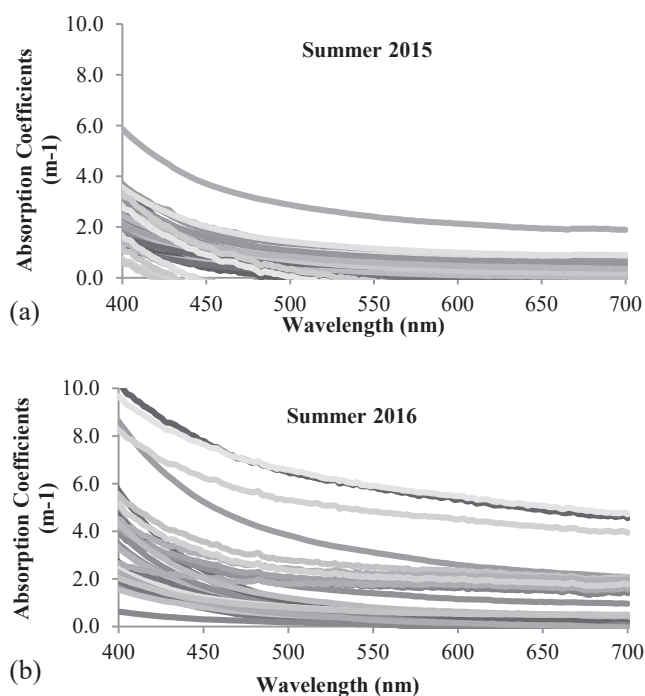 Summer 2015
Absorption Coefficients
(m-1)
10.0
8.0
6.0
4.0
2.0
0.0
400 450 500 550 600 650 700
Wavelength (nm)
(a)
Summer 2016
Absorption Coefficients
(m-1)
10.0
8.0
6.0
4.0
2.0
0.0
400 450 500 550 600 650 700
Wavelength (nm)
(b)